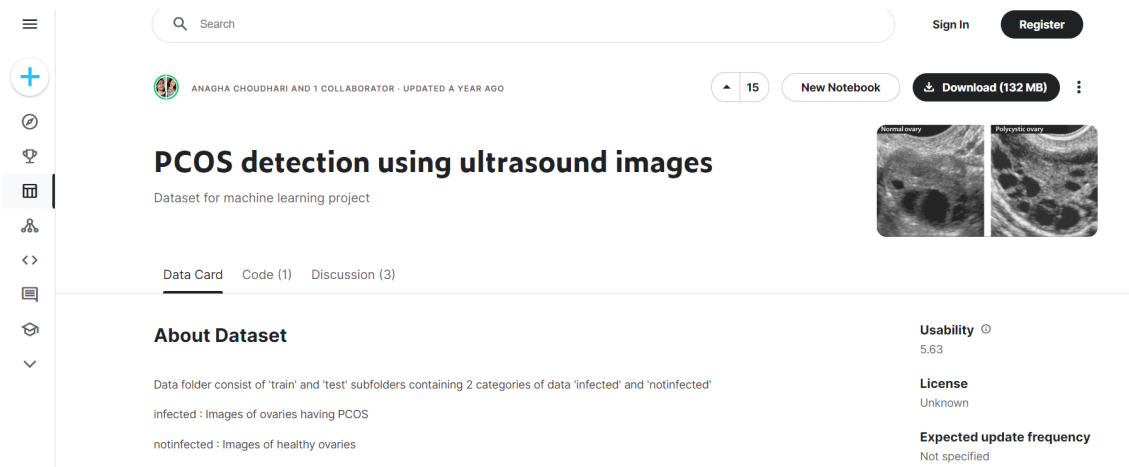 Search
Sign In
Register
ANAGHA CHOUDHARI AND 1 COLLABORATOR · UPDATED A YEAR AGO
15
New Notebook
Download (132 MB)
PCOS detection using ultrasound images
Dataset for machine learning project
Normal ovary
Polycystic ovary
Data Card
Code (1)
Discussion (3)
About Dataset
Data folder consist of 'train' and 'test' subfolders containing 2 categories of data 'infected' and 'notinfected'
infected : Images of ovaries having PCOS
notinfected : Images of healthy ovaries
Usability
5.63
License
Unknown
Expected update frequency
Not specified